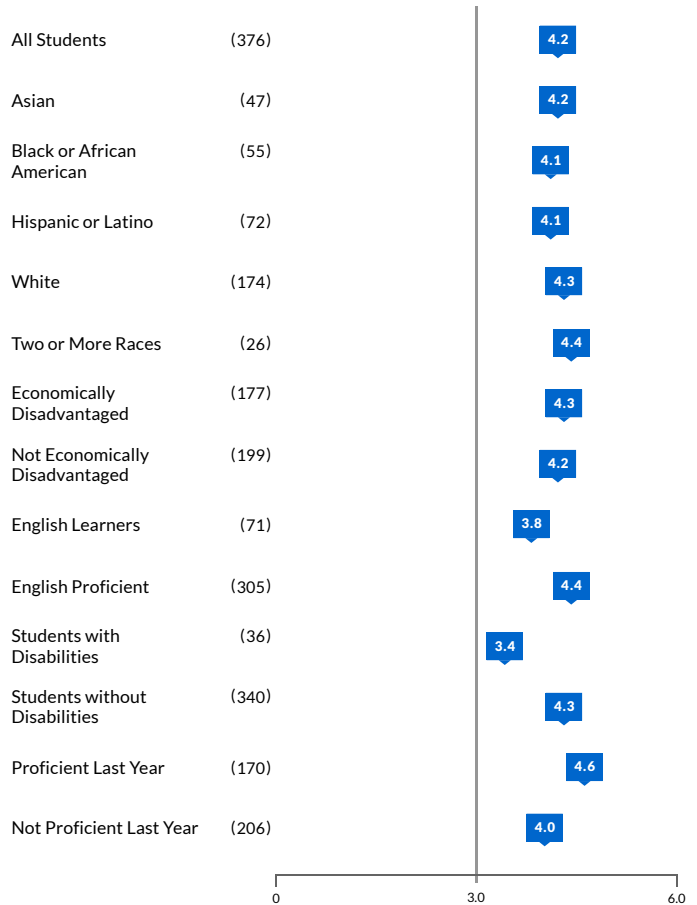 All Students (376) 4.2
Asian (47) 4.2
Black or African (55)
American
4.1
Hispanic or Latino (72) 4.1
White (174) 4.3
Two or More Races (26) 4.4
Economically (177)
Disadvantaged
4.3
Not Economically (199)
Disadvantaged
4.2
English Learners (71) 3.8
English Proficient (305) 4.4
Students with (36)
Disabilities
3.4
Students without (340)
Disabilities
4.3
Proficient Last Year (170) 4.6
Not Proficient Last Year (206) 4.0
0 3.0 6.0